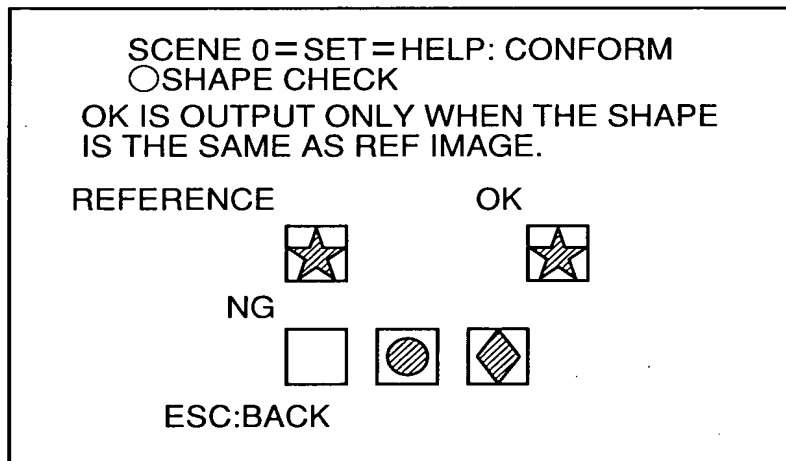 SCENE 0=SET=HELP: CONFORM
○SHAPE CHECK
OK IS OUTPUT ONLY WHEN THE SHAPE
IS THE SAME AS REF IMAGE.
REFERENCE OK
NG
ESC:BACK